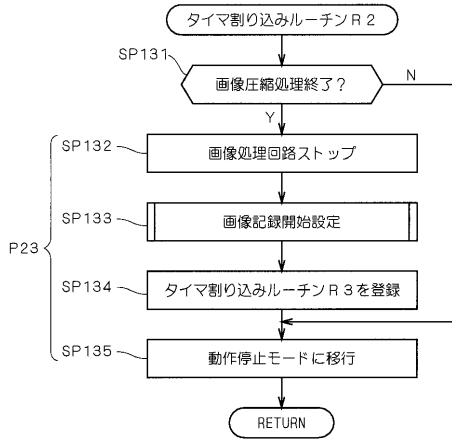 タイマ割り込みルーチンR2
SP131
画像圧縮処理終了?
N
Y
SP132
画像処理回路ストップ
SP133
画像記録開始設定
P23
SP134
タイマ割り込みルーチンR3を登録
SP135
動作停止モードに移行
RETURN